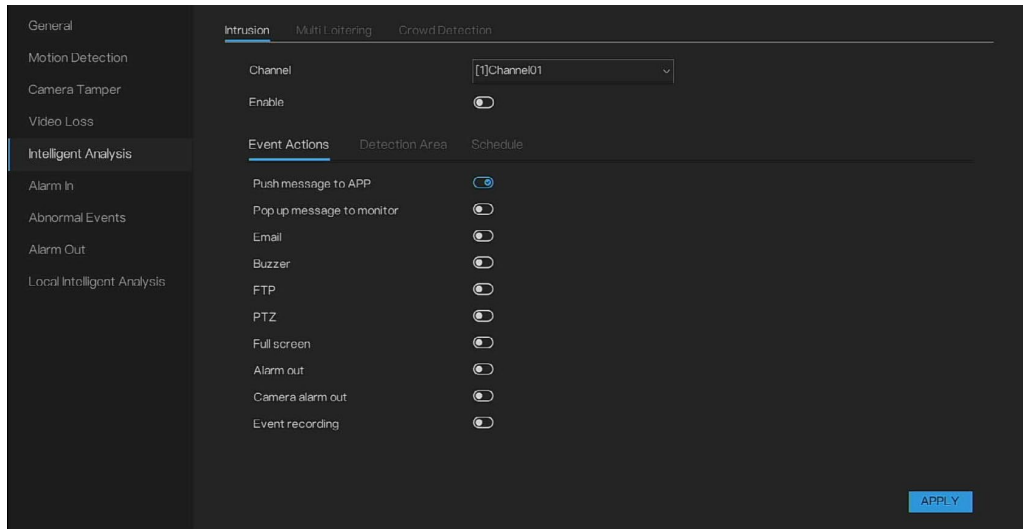 General
Motion Detection
Camera Tamper
Video Loss
Intelligent Analysis
Alarm In
Abnormal Events
Alarm Out
Local Intelligent Analysis
Intrusion Multi Loitering Crowd Detection
Channel [1]Channel01
Enable
Event Actions Detection Area Schedule
Push message to APP
Pop up message to monitor
Email
Buzzer
FTP
PTZ
Full screen
Alarm out
Camera alarm out
Event recording
APPLY